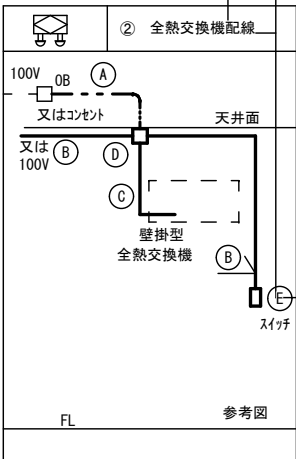 ② 全熱交換機配線
100V
OB
A
又はコンセント
天井面
又は
100V
B
D
C
壁掛型
全熱交換機
B
E
スイッチ
参考図
FL